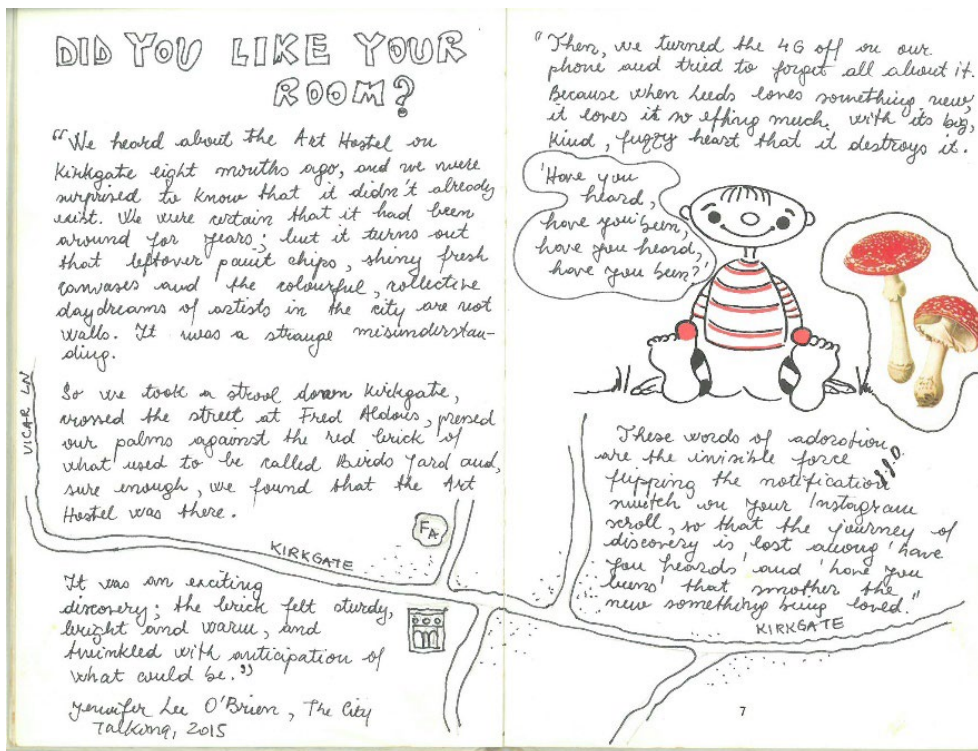 DID YOU LIKE YOUR
ROOM?
"We heard about the Art Hostel on
Kirkgate eight months ago, and we were
surprised to know that it didn't already
exist. We were certain that it had been
around for years; but it turns out
that leftover paint chips, shiny fresh
canvases and the colourful, collective
daydreams of artists in the city are not
walls. It was a strange misunderstan-
ding.
So we took a strool down Kirkgate,
crossed the street at Fred Aldous, pressed
our palms against the red brick of
what used to be called Birds Yard and,
sure enough, we found that the Art
Hostel was there.
VICAR LN
FA
KIRKGATE
It was an exciting
discovery; the brick felt sturdy,
bright and warm, and
twinkled with anticipation of
what could be."
Jennifer Lee O'Brien, The City
Talking, 2015
"Then, we turned the 4G off on our
phone and tried to forget all about it.
Because when Leeds loves something new,
it loves it so effing much, with its big,
kind, fuzzy heart that it destroys it.
'Have you
heard,
have you been,
have you heard,
have you been?'
These words of adoration
are the invisible force
flipping the notification
switch on your Instagram
scroll, so that the journey of
discovery is lost among 'have
you heards' and 'have you
beens' that smother the
new something being loved."
KIRKGATE
7